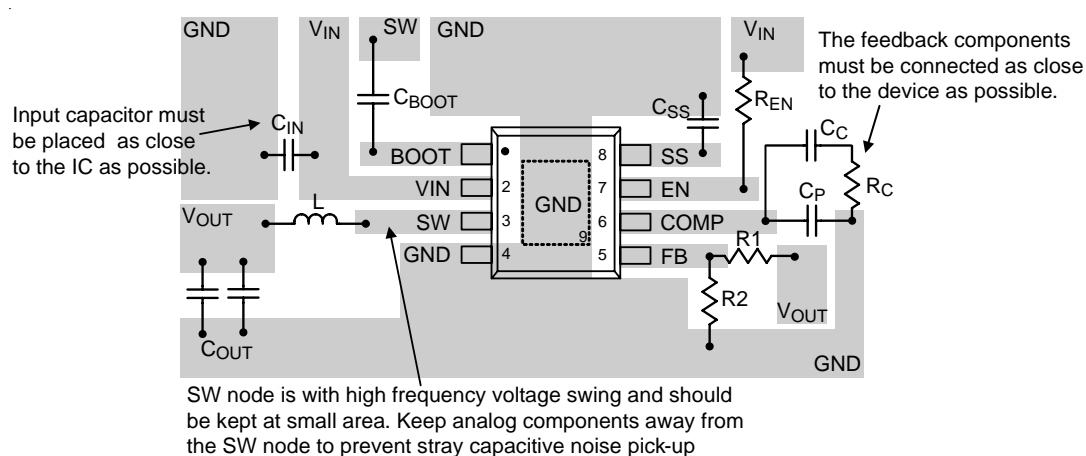 GND
VIN
SW
GND
VIN
The feedback components
must be connected as close
to the device as possible.
CBOOT
CSS
REN
Input capacitor must
be placed as close
to the IC as possible.
CIN
CC
BOOT
8
SS
VIN
2
GND
7
EN
RC
CP
VOUT
L
SW
3
6
COMP
9
GND
4
5
FB
R1
R2
VOUT
COUT
GND
SW node is with high frequency voltage swing and should
be kept at small area. Keep analog components away from
the SW node to prevent stray capacitive noise pick-up